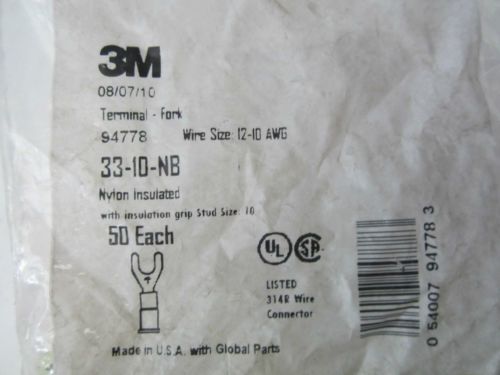 3M
08/07/10
Terminal - Fork
94778 Wire Size: 12-10 AWG
33-10-NB
Nylon Insulated
with insulation grip Stud Size: 10
50 Each
UL SA
LISTED
314R Wire
Connector
Made in U.S.A. with Global Parts
0 54007 94778 3